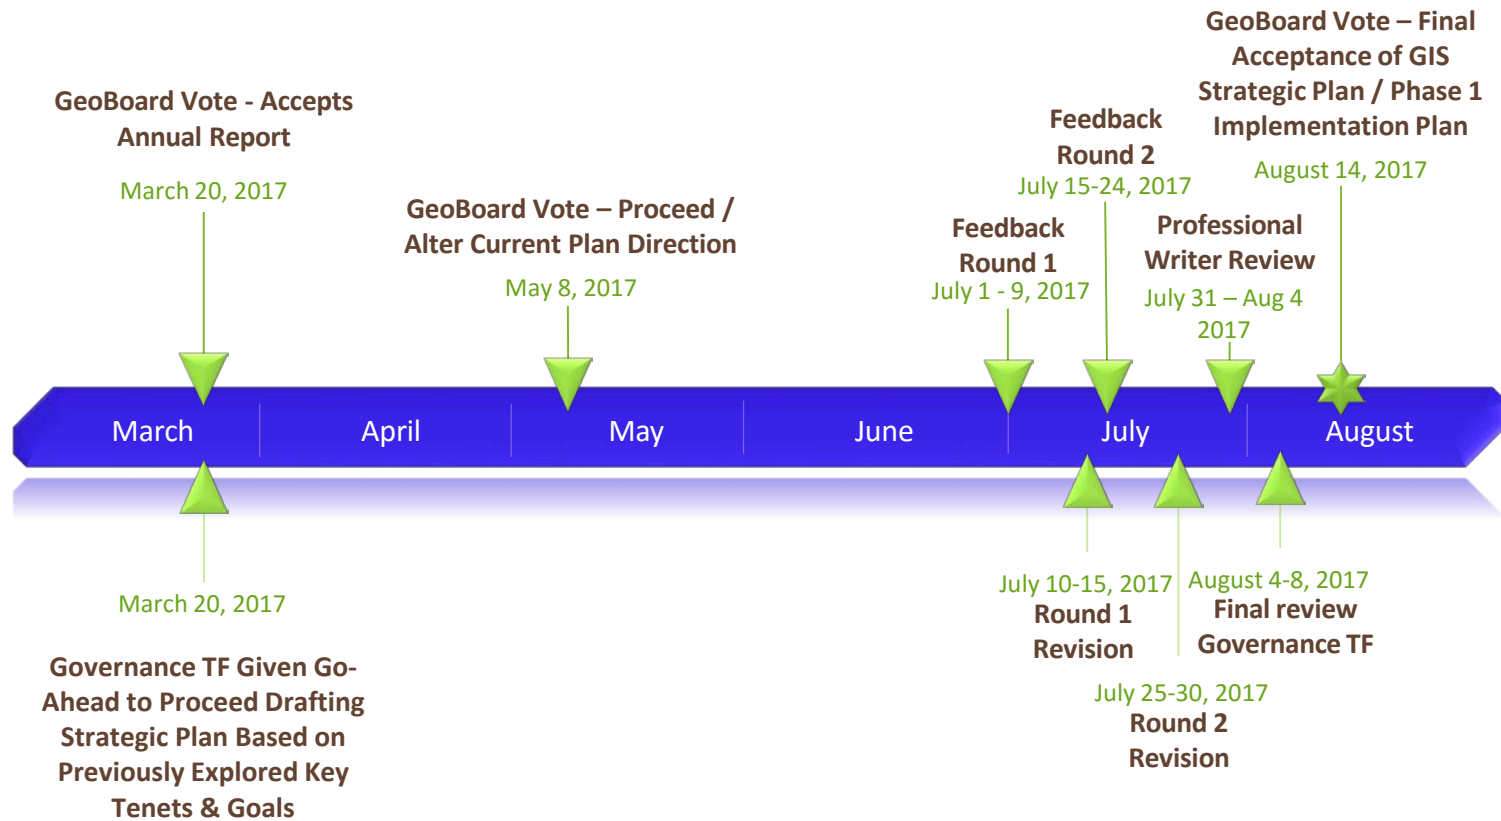 GeoBoard Vote - Accepts
Annual Report
March 20, 2017
GeoBoard Vote – Proceed /
Alter Current Plan Direction
May 8, 2017
Feedback
Round 1
July 1 - 9, 2017
Feedback
Round 2
July 15-24, 2017
Professional
Writer Review
July 31 – Aug 4
2017
GeoBoard Vote – Final
Acceptance of GIS
Strategic Plan / Phase 1
Implementation Plan
August 14, 2017
March
April
May
June
July
August
March 20, 2017
Governance TF Given Go-
Ahead to Proceed Drafting
Strategic Plan Based on
Previously Explored Key
Tenets & Goals
July 10-15, 2017
Round 1
Revision
July 25-30, 2017
Round 2
Revision
August 4-8, 2017
Final review
Governance TF